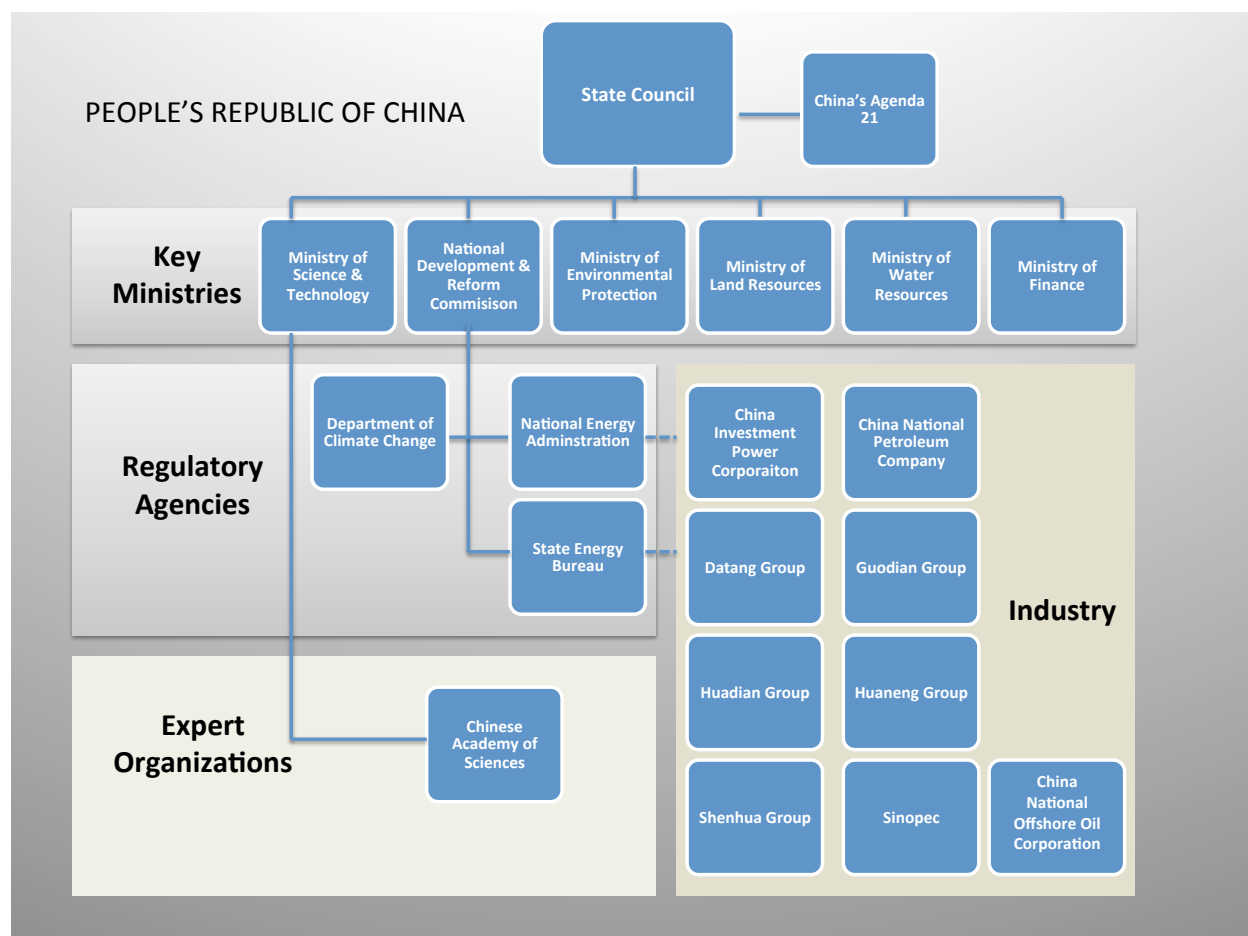 PEOPLE'S REPUBLIC OF CHINA
State Council
China's Agenda
21
Key
Ministries
Ministry of
Science &
Technology
National
Development &
Reform
Commisison
Ministry of
Environmental
Protection
Ministry of
Land Resources
Ministry of
Water
Resources
Ministry of
Finance
Regulatory
Agencies
Department of
Climate Change
National Energy
Adminstration
State Energy
Bureau
Expert
Organizations
Chinese
Academy of
Sciences
Industry
China
Investment
Power
Corporaiton
China National
Petroleum
Company
Datang Group
Guodian Group
Huadian Group
Huaneng Group
Shenhua Group
Sinopec
China
National
Offshore Oil
Corporation